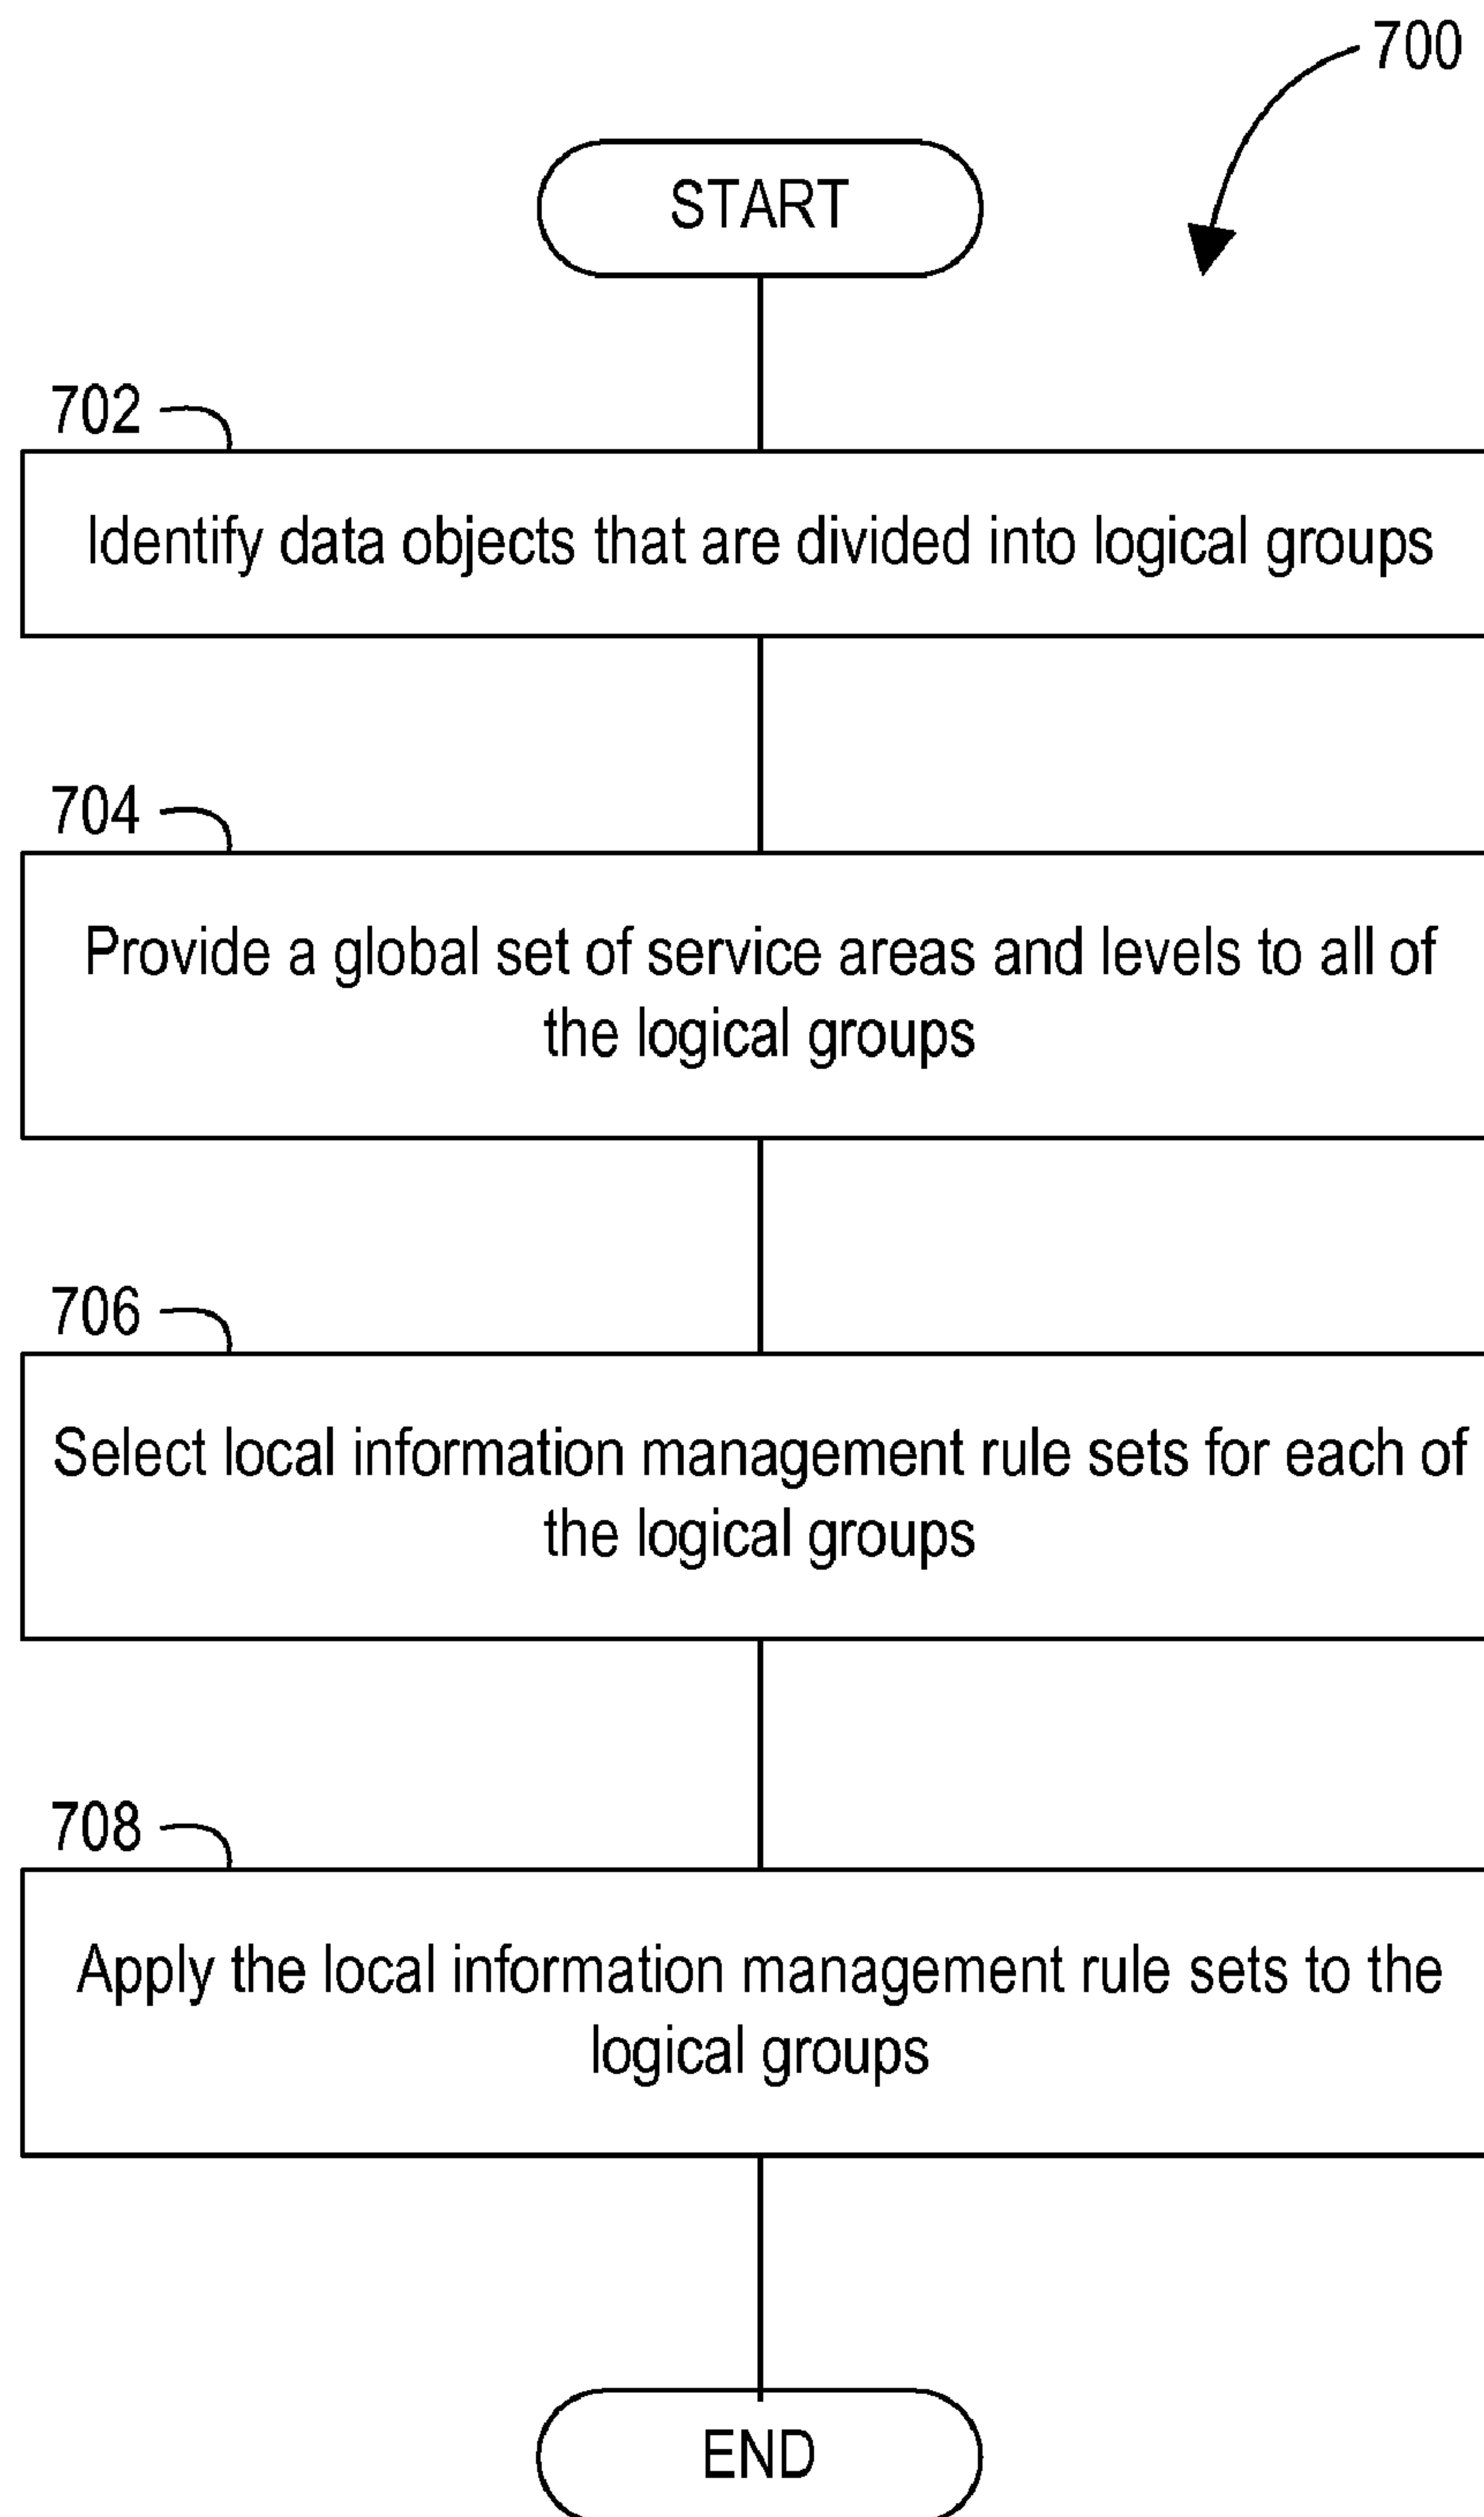 700
START
702
Identify data objects that are divided into logical groups
704
Provide a global set of service areas and levels to all of
the logical groups
706
Select local information management rule sets for each of
the logical groups
708
Apply the local information management rule sets to the
logical groups
END